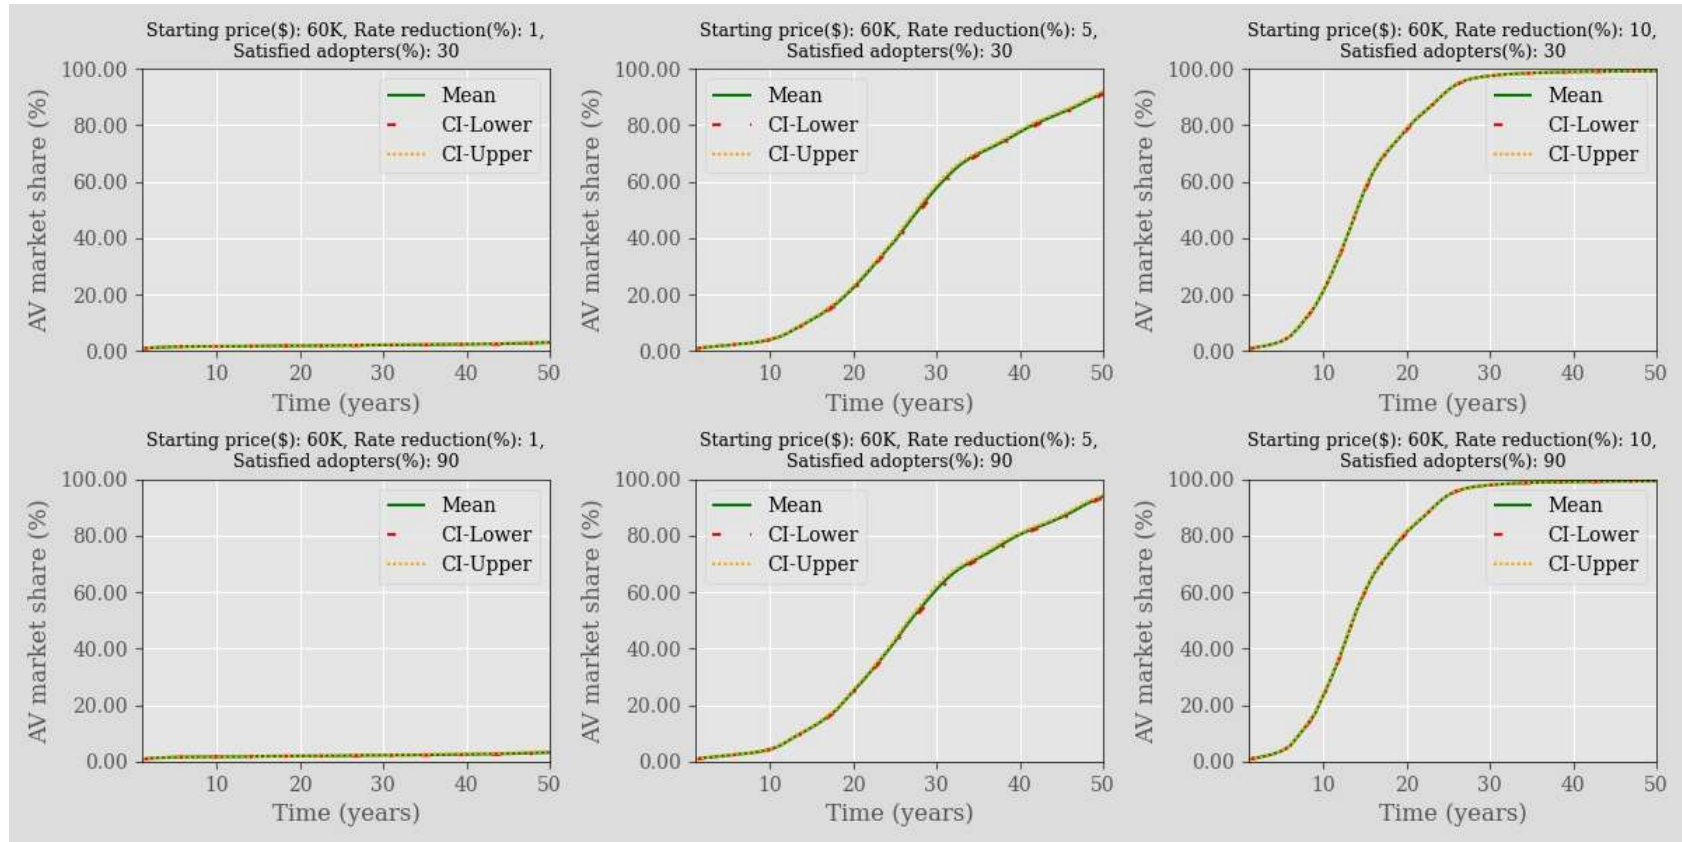 Starting price($): 60K, Rate reduction(%): 1,
Satisfied adopters(%): 30
100.00
80.00
60.00
40.00
20.00
0.00
AV market share (%)
Mean
CI-Lower
CI-Upper
10 20 30 40 50
Time (years)
Starting price($): 60K, Rate reduction(%): 5,
Satisfied adopters(%): 30
100.00
80.00
60.00
40.00
20.00
0.00
AV market share (%)
Mean
CI-Lower
CI-Upper
10 20 30 40 50
Time (years)
Starting price($): 60K, Rate reduction(%): 10,
Satisfied adopters(%): 30
100.00
80.00
60.00
40.00
20.00
0.00
AV market share (%)
Mean
CI-Lower
CI-Upper
10 20 30 40 50
Time (years)
Starting price($): 60K, Rate reduction(%): 1,
Satisfied adopters(%): 90
100.00
80.00
60.00
40.00
20.00
0.00
AV market share (%)
Mean
CI-Lower
CI-Upper
10 20 30 40 50
Time (years)
Starting price($): 60K, Rate reduction(%): 5,
Satisfied adopters(%): 90
100.00
80.00
60.00
40.00
20.00
0.00
AV market share (%)
Mean
CI-Lower
CI-Upper
10 20 30 40 50
Time (years)
Starting price($): 60K, Rate reduction(%): 10,
Satisfied adopters(%): 90
100.00
80.00
60.00
40.00
20.00
0.00
AV market share (%)
Mean
CI-Lower
CI-Upper
10 20 30 40 50
Time (years)